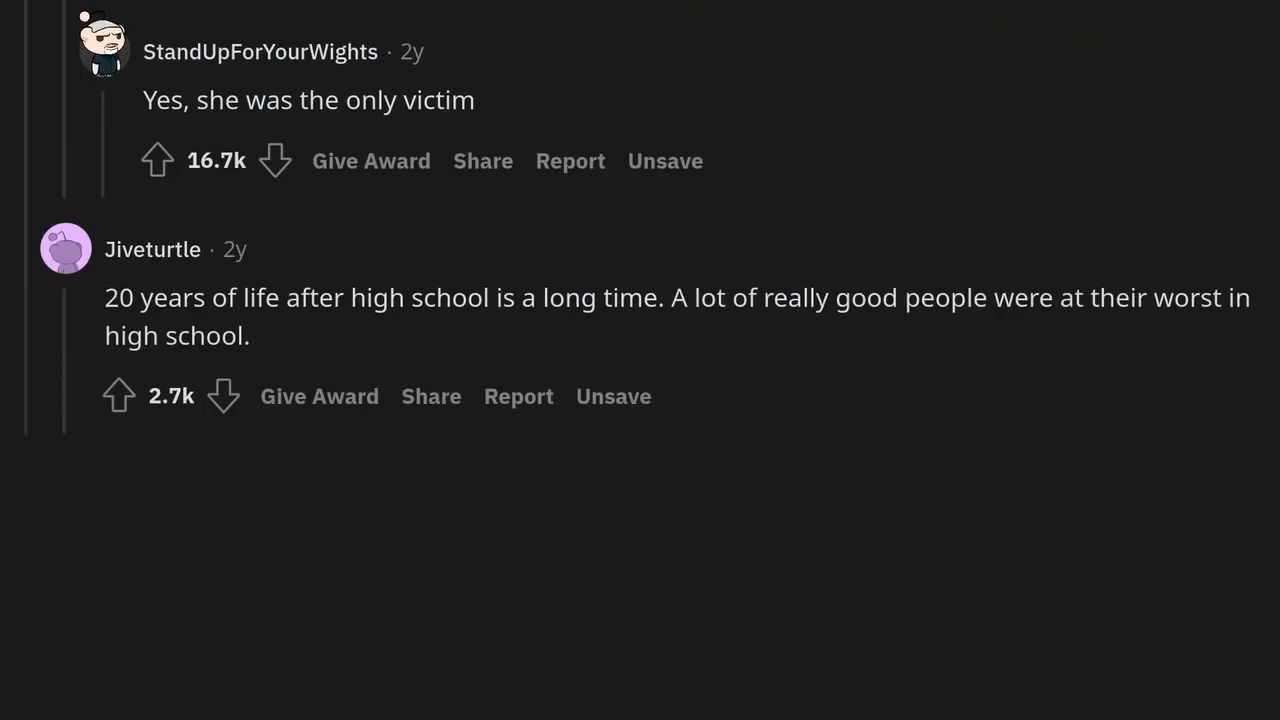 StandUpForYourWights · 2y
Yes, she was the only victim
16.7k Give Award Share Report Unsave
Jiveturtle · 2y
20 years of life after high school is a long time. A lot of really good people were at their worst in
high school.
2.7k Give Award Share Report Unsave